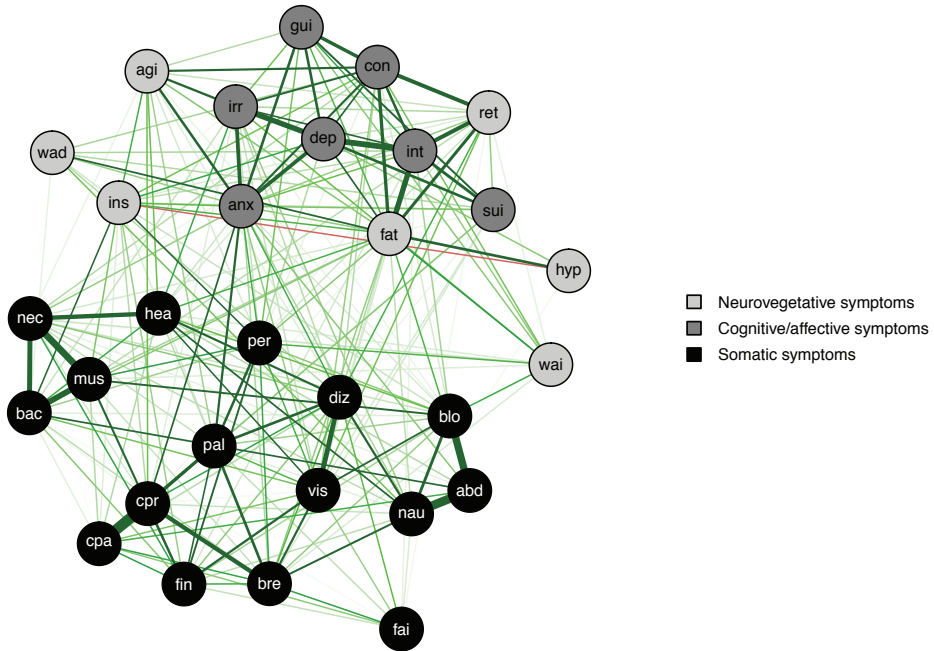 gui
con
agi
irr
ret
dep
int
wad
ins
anx
sui
fat
hyp
nec
hea
per
wai
mus
diz
bac
blo
pal
vis
abd
cpr
nau
cpa
fin
bre
fai
Neurovegetative symptoms
Cognitive/affective symptoms
Somatic symptoms